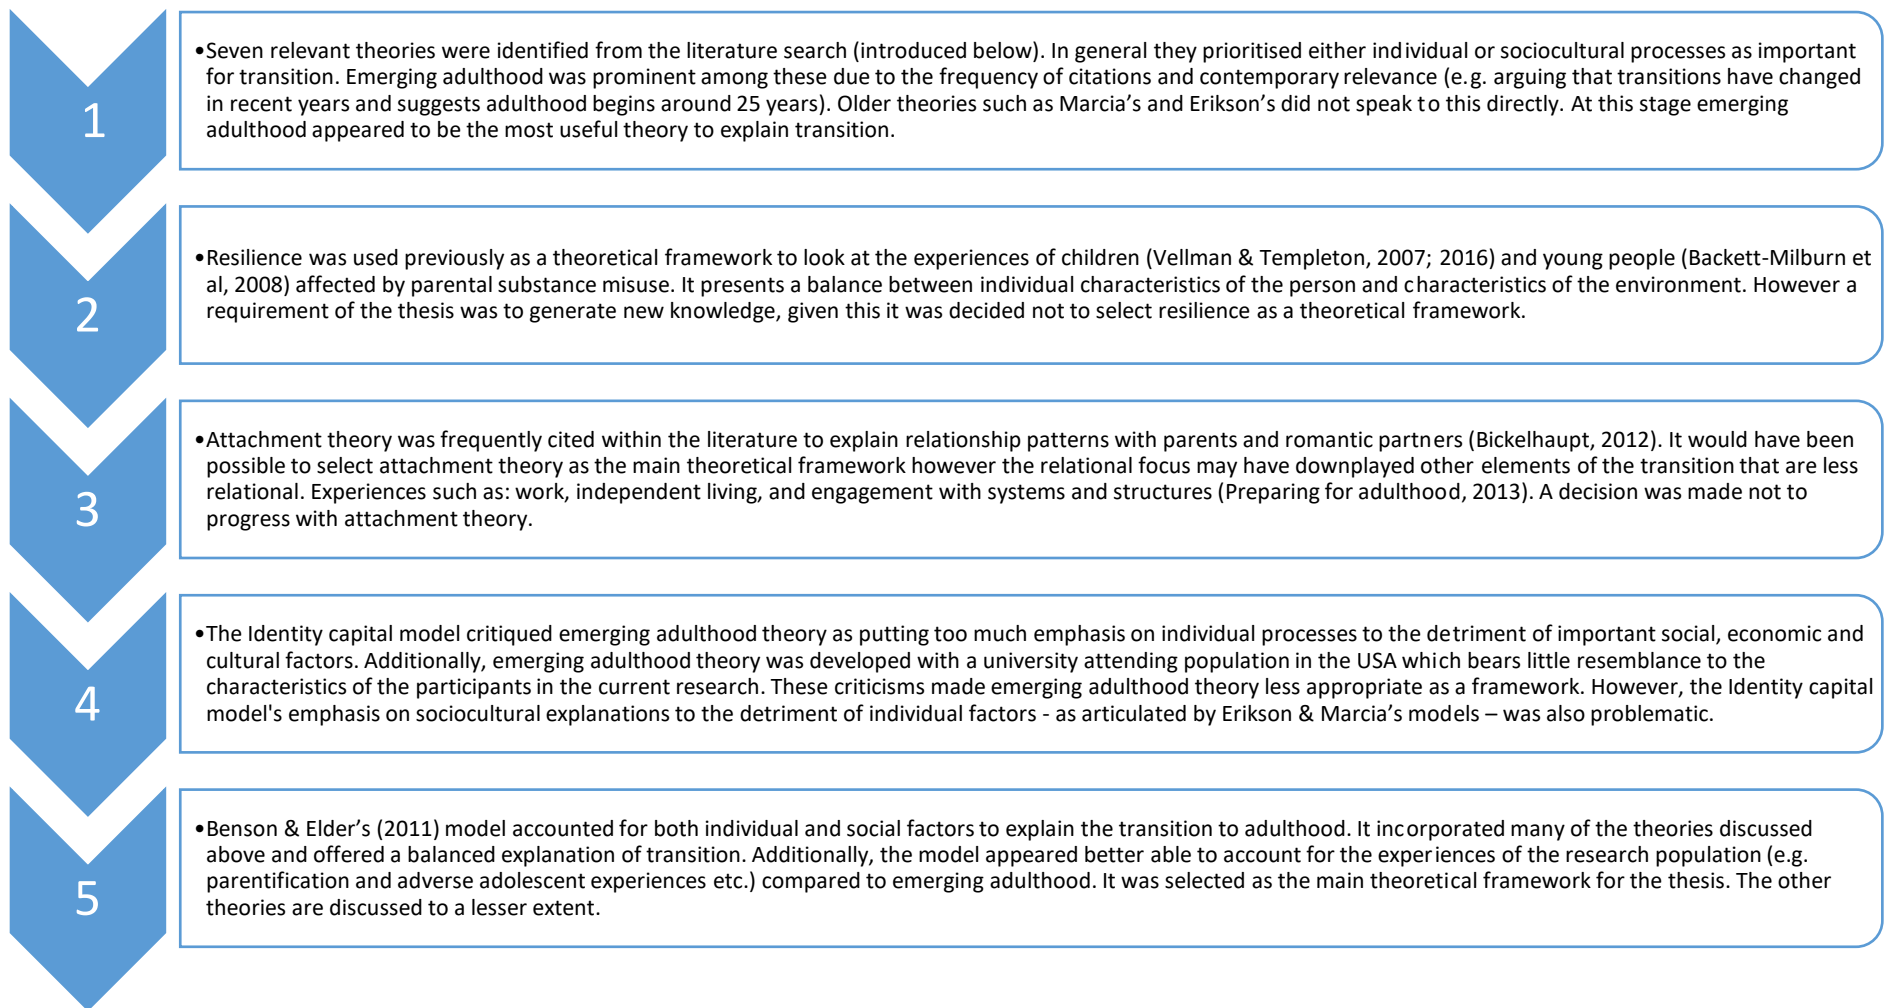 1
•Seven relevant theories were identified from the literature search (introduced below). In general they prioritised either individual or sociocultural processes as important
for transition. Emerging adulthood was prominent among these due to the frequency of citations and contemporary relevance (e.g. arguing that transitions have changed
in recent years and suggests adulthood begins around 25 years). Older theories such as Marcia’s and Erikson’s did not speak to this directly. At this stage emerging
adulthood appeared to be the most useful theory to explain transition.
2
•Resilience was used previously as a theoretical framework to look at the experiences of children (Vellman & Templeton, 2007; 2016) and young people (Backett-Milburn et
al, 2008) affected by parental substance misuse. It presents a balance between individual characteristics of the person and characteristics of the environment. However a
requirement of the thesis was to generate new knowledge, given this it was decided not to select resilience as a theoretical framework.
3
•Attachment theory was frequently cited within the literature to explain relationship patterns with parents and romantic partners (Bickelhaupt, 2012). It would have been
possible to select attachment theory as the main theoretical framework however the relational focus may have downplayed other elements of the transition that are less
relational. Experiences such as: work, independent living, and engagement with systems and structures (Preparing for adulthood, 2013). A decision was made not to
progress with attachment theory.
4
•The Identity capital model critiqued emerging adulthood theory as putting too much emphasis on individual processes to the detriment of important social, economic and
cultural factors. Additionally, emerging adulthood theory was developed with a university attending population in the USA which bears little resemblance to the
characteristics of the participants in the current research. These criticisms made emerging adulthood theory less appropriate as a framework. However, the Identity capital
model's emphasis on sociocultural explanations to the detriment of individual factors - as articulated by Erikson & Marcia’s models – was also problematic.
5
•Benson & Elder’s (2011) model accounted for both individual and social factors to explain the transition to adulthood. It incorporated many of the theories discussed
above and offered a balanced explanation of transition. Additionally, the model appeared better able to account for the experiences of the research population (e.g.
parentification and adverse adolescent experiences etc.) compared to emerging adulthood. It was selected as the main theoretical framework for the thesis. The other
theories are discussed to a lesser extent.